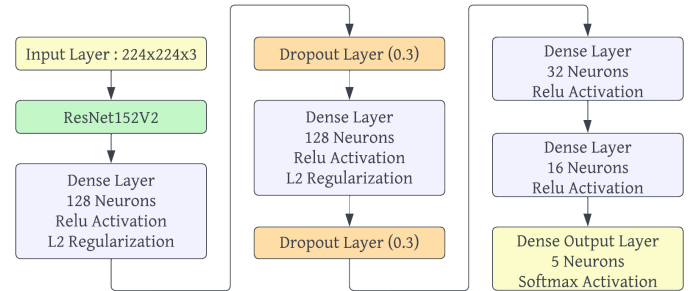 Input Layer : 224x224x3
ResNet152V2
Dense Layer
128 Neurons
Relu Activation
L2 Regularization
Dropout Layer (0.3)
Dense Layer
128 Neurons
Relu Activation
L2 Regularization
Dropout Layer (0.3)
Dense Layer
32 Neurons
Relu Activation
Dense Layer
16 Neurons
Relu Activation
Dense Output Layer
5 Neurons
Softmax Activation